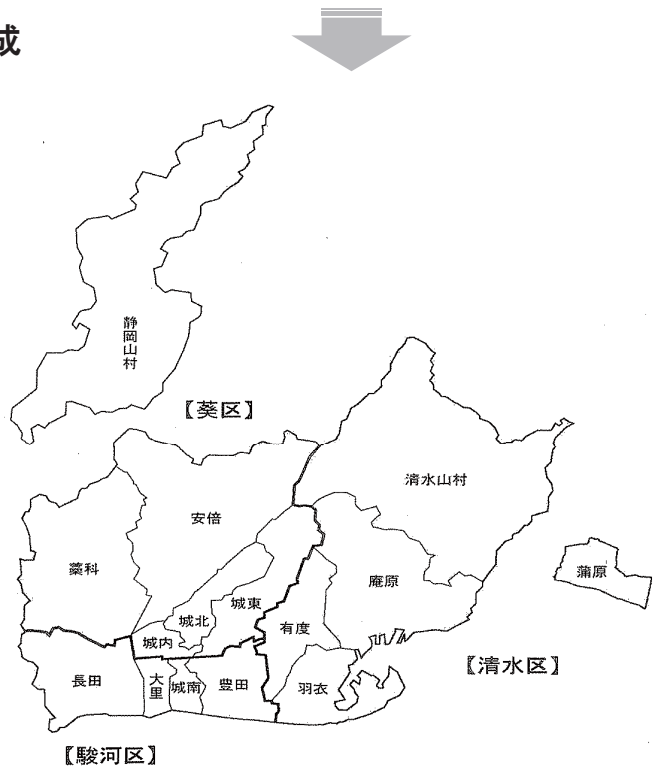 成
静岡山村
【葵区】
清水山村
安倍
藁科
蒲原
庵原
城東
城北
有度
城内
【清水区】
長田
大里
城南
豊田
羽衣
【駿河区】